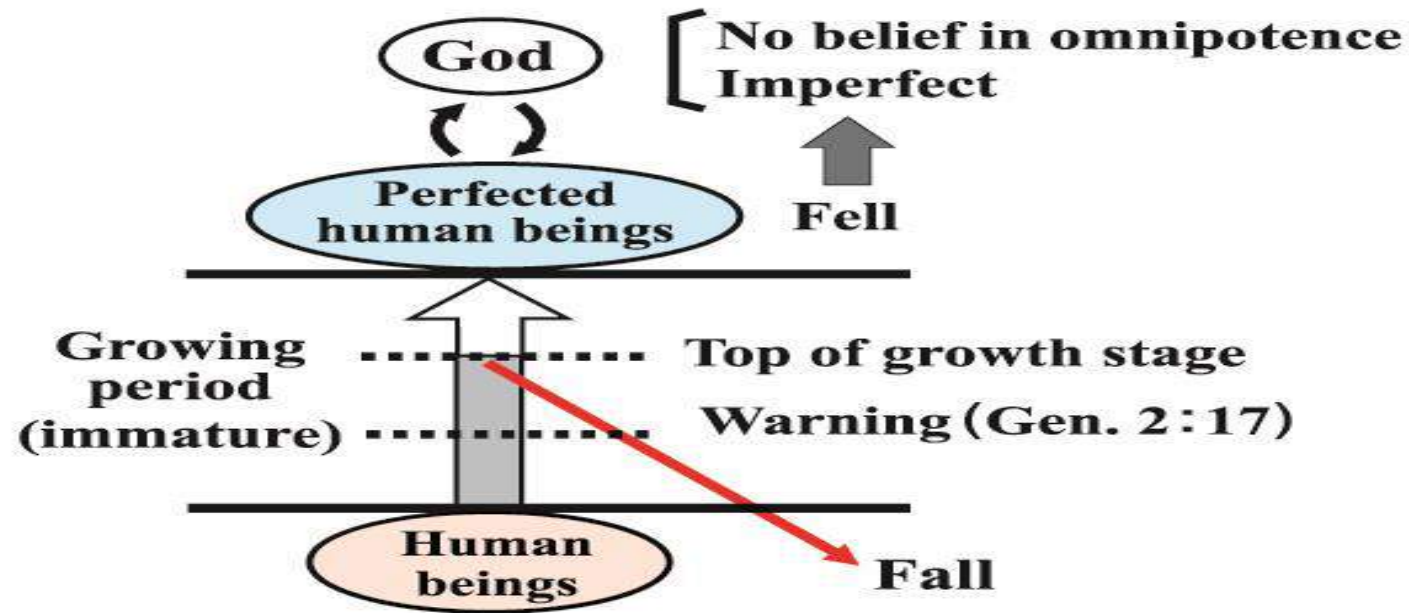 God
No belief in omnipotence
Imperfect
Perfected
human beings
Fell
Growing
period
(immature)
Top of growth stage
Warning (Gen. 2:17)
Human
beings
Fall